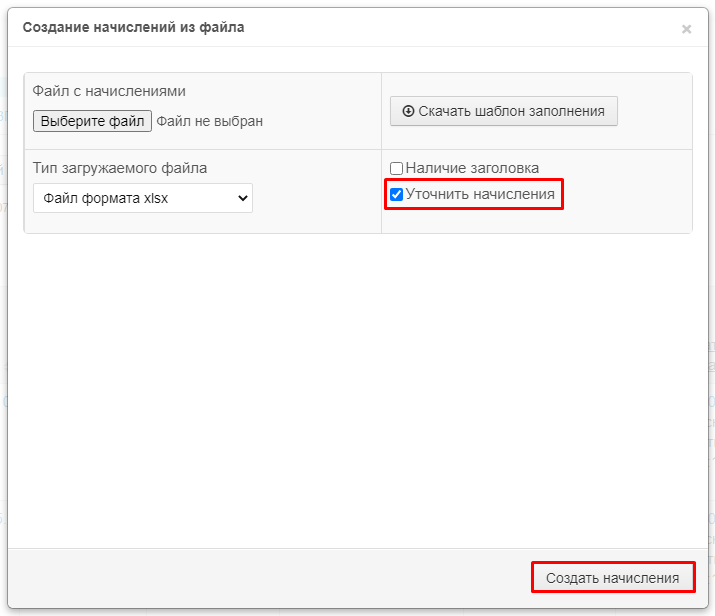 Создание начислений из файла
×
Файл с начислениями
Выберите файл Файл не выбран
Скачать шаблон заполнения
Тип загружаемого файла
Файл формата xlsx
Наличие заголовка
Уточнить начисления
Создать начисления